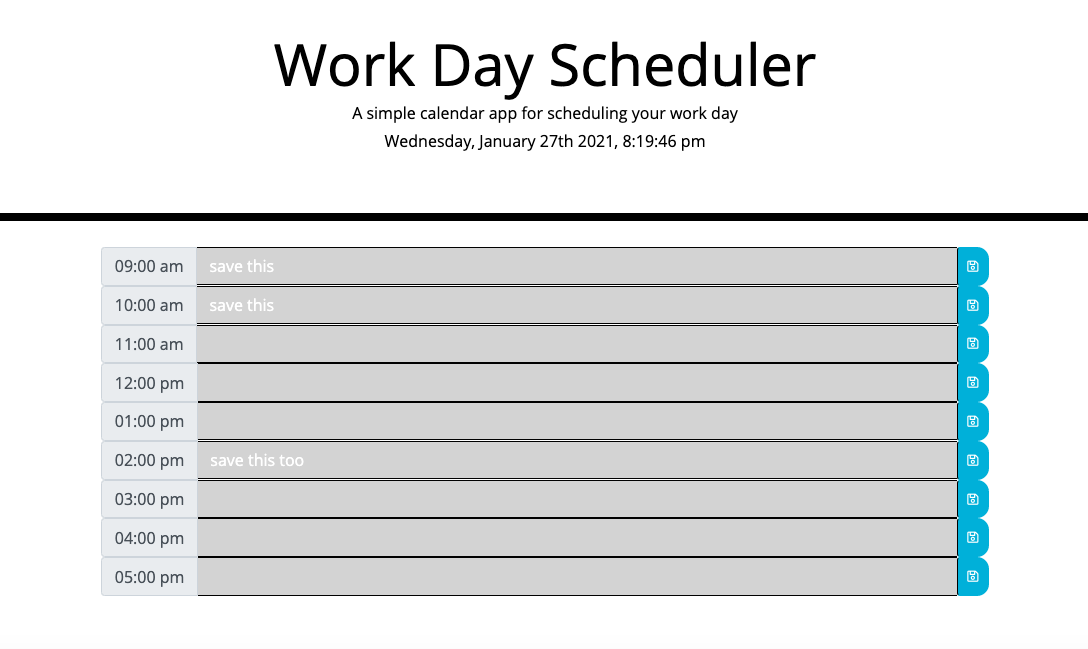 Work Day Scheduler
A simple calendar app for scheduling your work day
Wednesday, January 27th 2021, 8:19:46 pm
09:00 am save this
10:00 am save this
11:00 am
12:00 pm
01:00 pm
02:00 pm save this too
03:00 pm
04:00 pm
05:00 pm